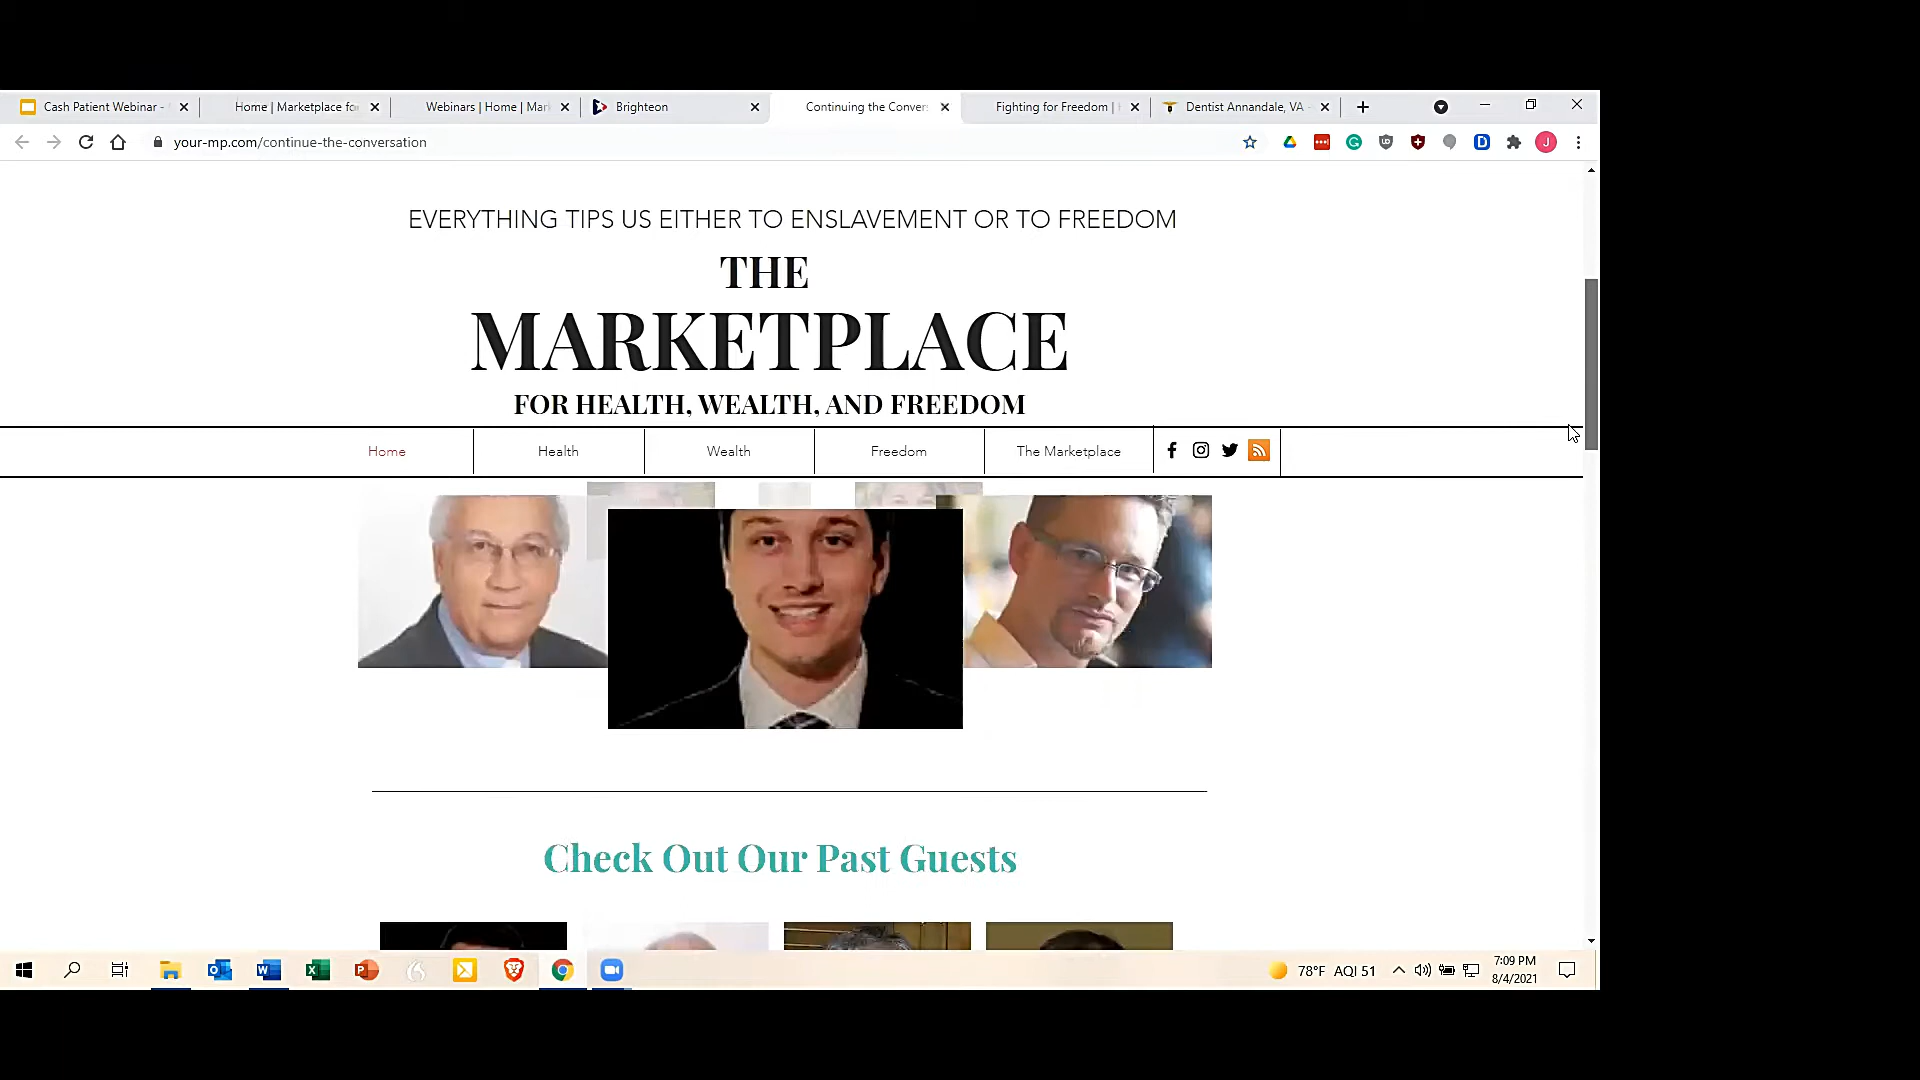 Cash Patient Webinar -
Home | Marketplace fo
Webinars | Home | Mar
Brighteon
Continuing the Conver
Fighting for Freedom |
Dentist Annandale, VA -
your-mp.com/continue-the-conversation
J
EVERYTHING TIPS US EITHER TO ENSLAVEMENT OR TO FREEDOM
THE
MARKETPLACE
FOR HEALTH, WEALTH, AND FREEDOM
Home
Health
Wealth
Freedom
The Marketplace
Check Out Our Past Guests
78°F AQI 51
7:09 PM
8/4/2021